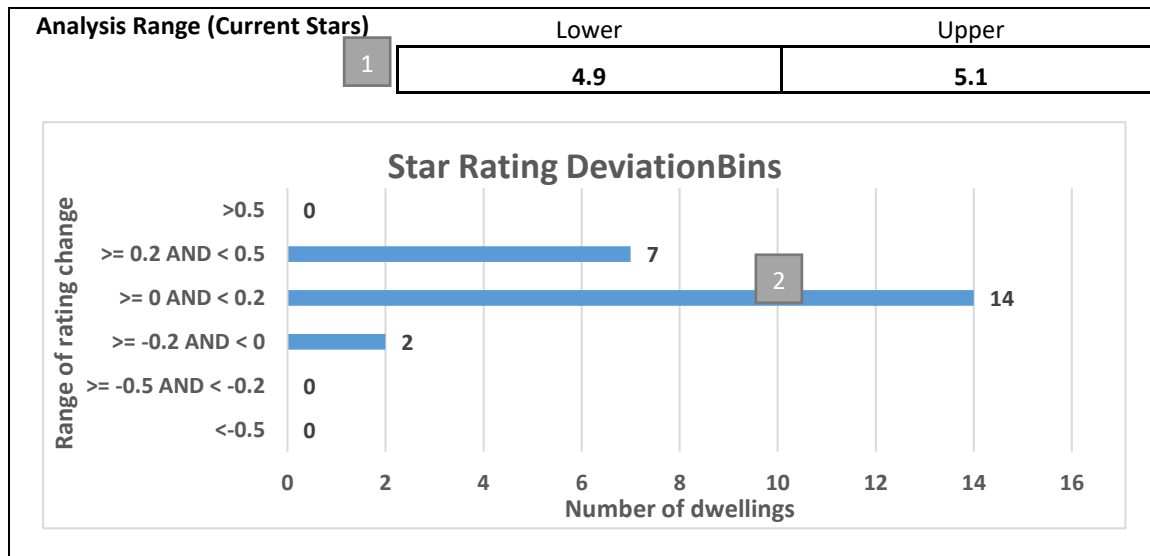 Analysis Range (Current Stars) Lower Upper
1 4.9 5.1
Star Rating DeviationBins
Range of rating change
>0.5 0
>= 0.2 AND < 0.5 7
>= 0 AND < 0.2 2 14
>= -0.2 AND < 0 2
>= -0.5 AND < -0.2 0
<-0.5 0
0 2 4 6 8 10 12 14 16
Number of dwellings